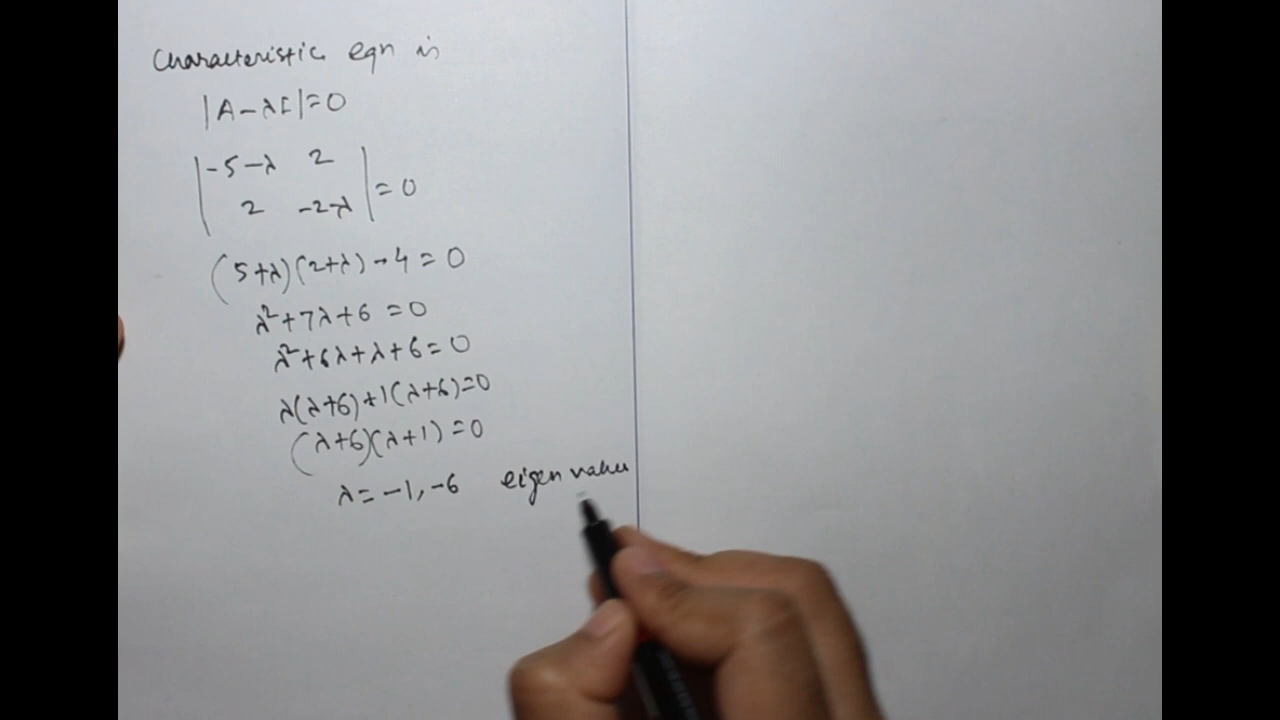 Characteristic eqn is
|A-λI|=0
|-5-λ 2
2 -2-λ| = 0
(5+λ)(2+λ)-4=0
λ²+7λ+6=0
λ²+6λ+λ+6=0
λ(λ+6)+1(λ+6)=0
(λ+6)(λ+1)=0
λ=-1,-6 eigen values